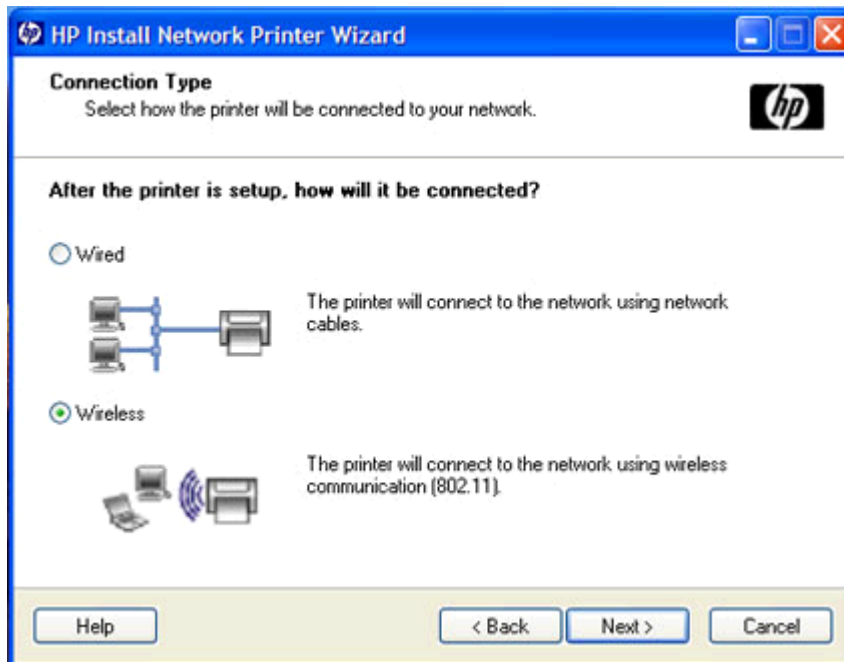 HP Install Network Printer Wizard
Connection Type
Select how the printer will be connected to your network.
hp
After the printer is setup, how will it be connected?
Wired
The printer will connect to the network using network
cables.
Wireless
The printer will connect to the network using wireless
communication (802.11).
Help
< Back
Next >
Cancel